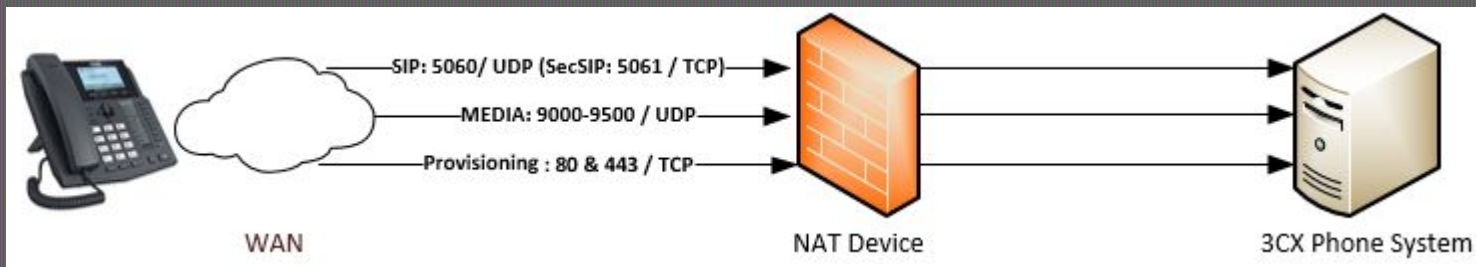 SIP: 5060/ UDP (SecSIP: 5061 / TCP)
MEDIA: 9000-9500 / UDP
Provisioning : 80 & 443 / TCP
WAN
NAT Device
3CX Phone System